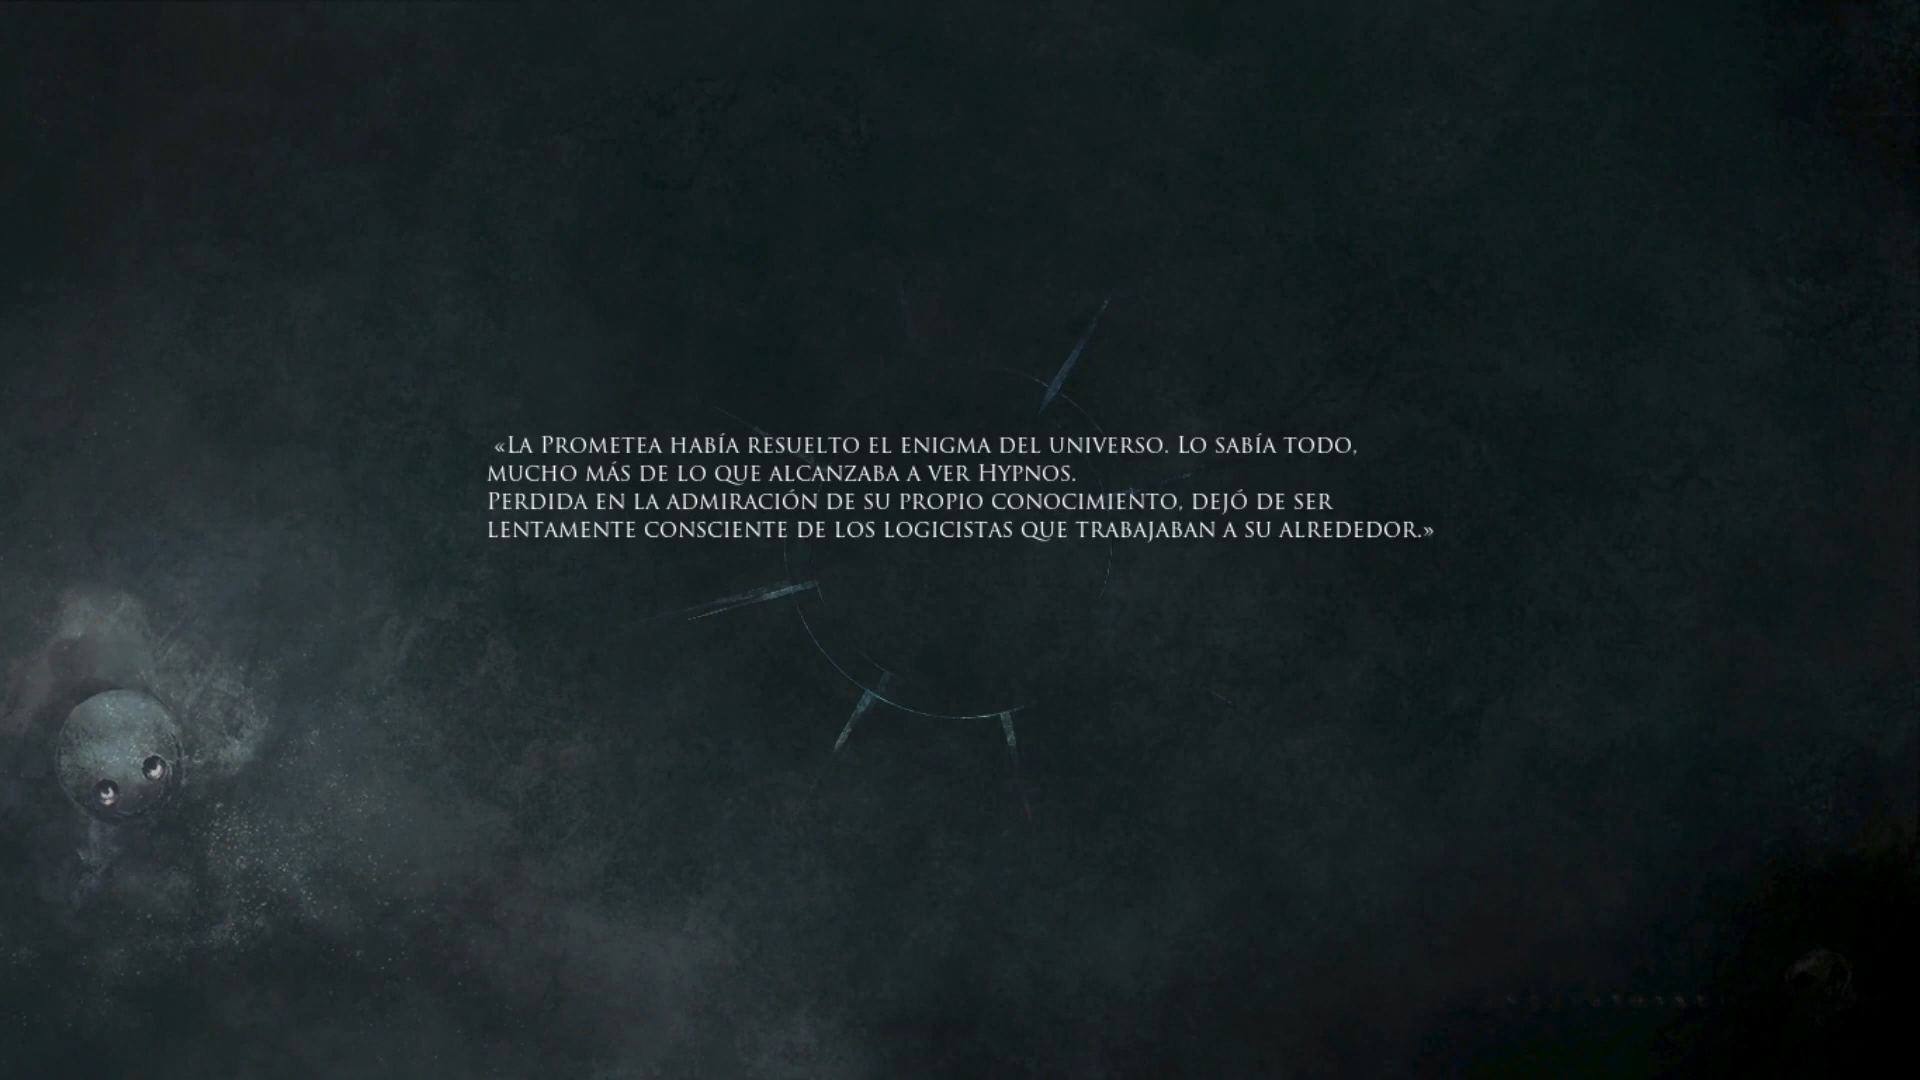 «La Prometea había resuelto el enigma del universo. Lo sabía todo,
mucho más de lo que alcanzaba a ver Hypnos.
Perdida en la admiración de su propio conocimiento, dejó de ser
lentamente consciente de los logicistas que trabajaban a su alrededor.»